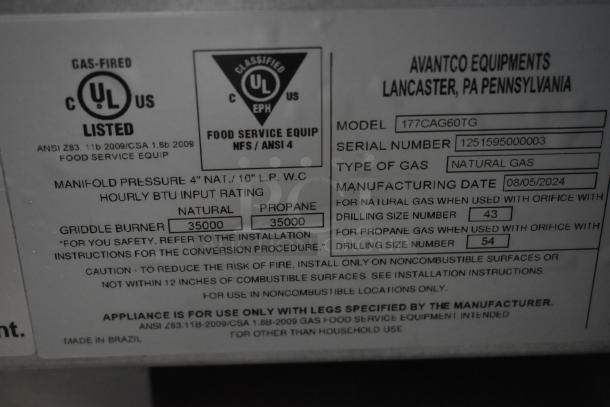 GAS-FIRED
C UL US
LISTED
ANSI Z83. 11b 2009/CSA 1.8b 2009
FOOD SERVICE EQUIP
CLASSIFIED
C UL US
EPH
FOOD SERVICE EQUIP
NFS / ANSI 4
MANIFOLD PRESSURE 4" NAT./ 10" L.P. W.C
HOURLY BTU INPUT RATING
NATURAL PROPANE
GRIDDLE BURNER 35000 35000
"FOR YOU SAFETY, REFER TO THE INSTALLATION
INSTRUCTIONS FOR THE CONVERSION PROCEDURE."
AVANTCO EQUIPMENTS
LANCASTER, PA PENNSYLVANIA
MODEL 177CAG60TG
SERIAL NUMBER 1251595000003
TYPE OF GAS NATURAL GAS
MANUFACTURING DATE 08/05/2024
FOR NATURAL GAS WHEN USED WITH ORIFICE WITH
DRILLING SIZE NUMBER 43
FOR PROPANE GAS WHEN USED WITH ORIFICE WITH
DRILLING SIZE NUMBER 54
CAUTION - TO REDUCE THE RISK OF FIRE, INSTALL ONLY ON NONCOMBUSTIBLE SURFACES OR
NOT WITHIN 12 INCHES OF COMBUSTIBLE SURFACES. SEE INSTALLATION INSTRUCTIONS.
FOR USE IN NONCOMBUSTIBLE LOCATIONS ONLY.
APPLIANCE IS FOR USE ONLY WITH LEGS SPECIFIED BY THE MANUFACTURER.
ANSI Z83.11B-2009/CSA 1.8B-2009 GAS FOOD SERVICE EQUIPMENT INTENDED
FOR OTHER THAN HOUSEHOLD USE
MADE IN BRAZIL
nt.